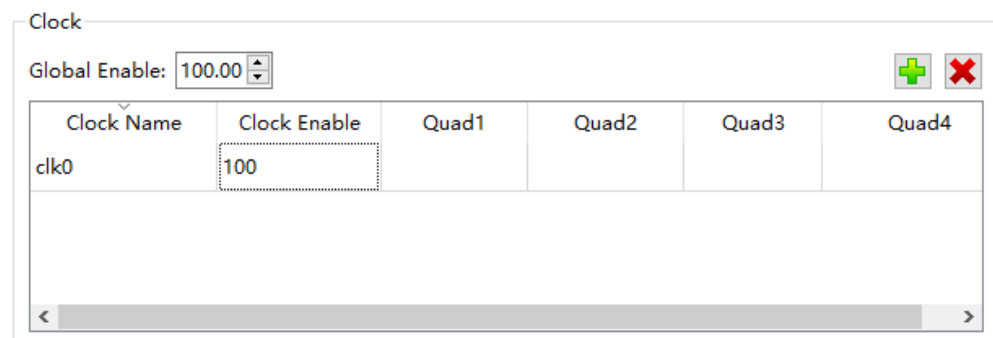 Clock
Global Enable: 100.00
Clock Name Clock Enable Quad1 Quad2 Quad3 Quad4
clk0 100